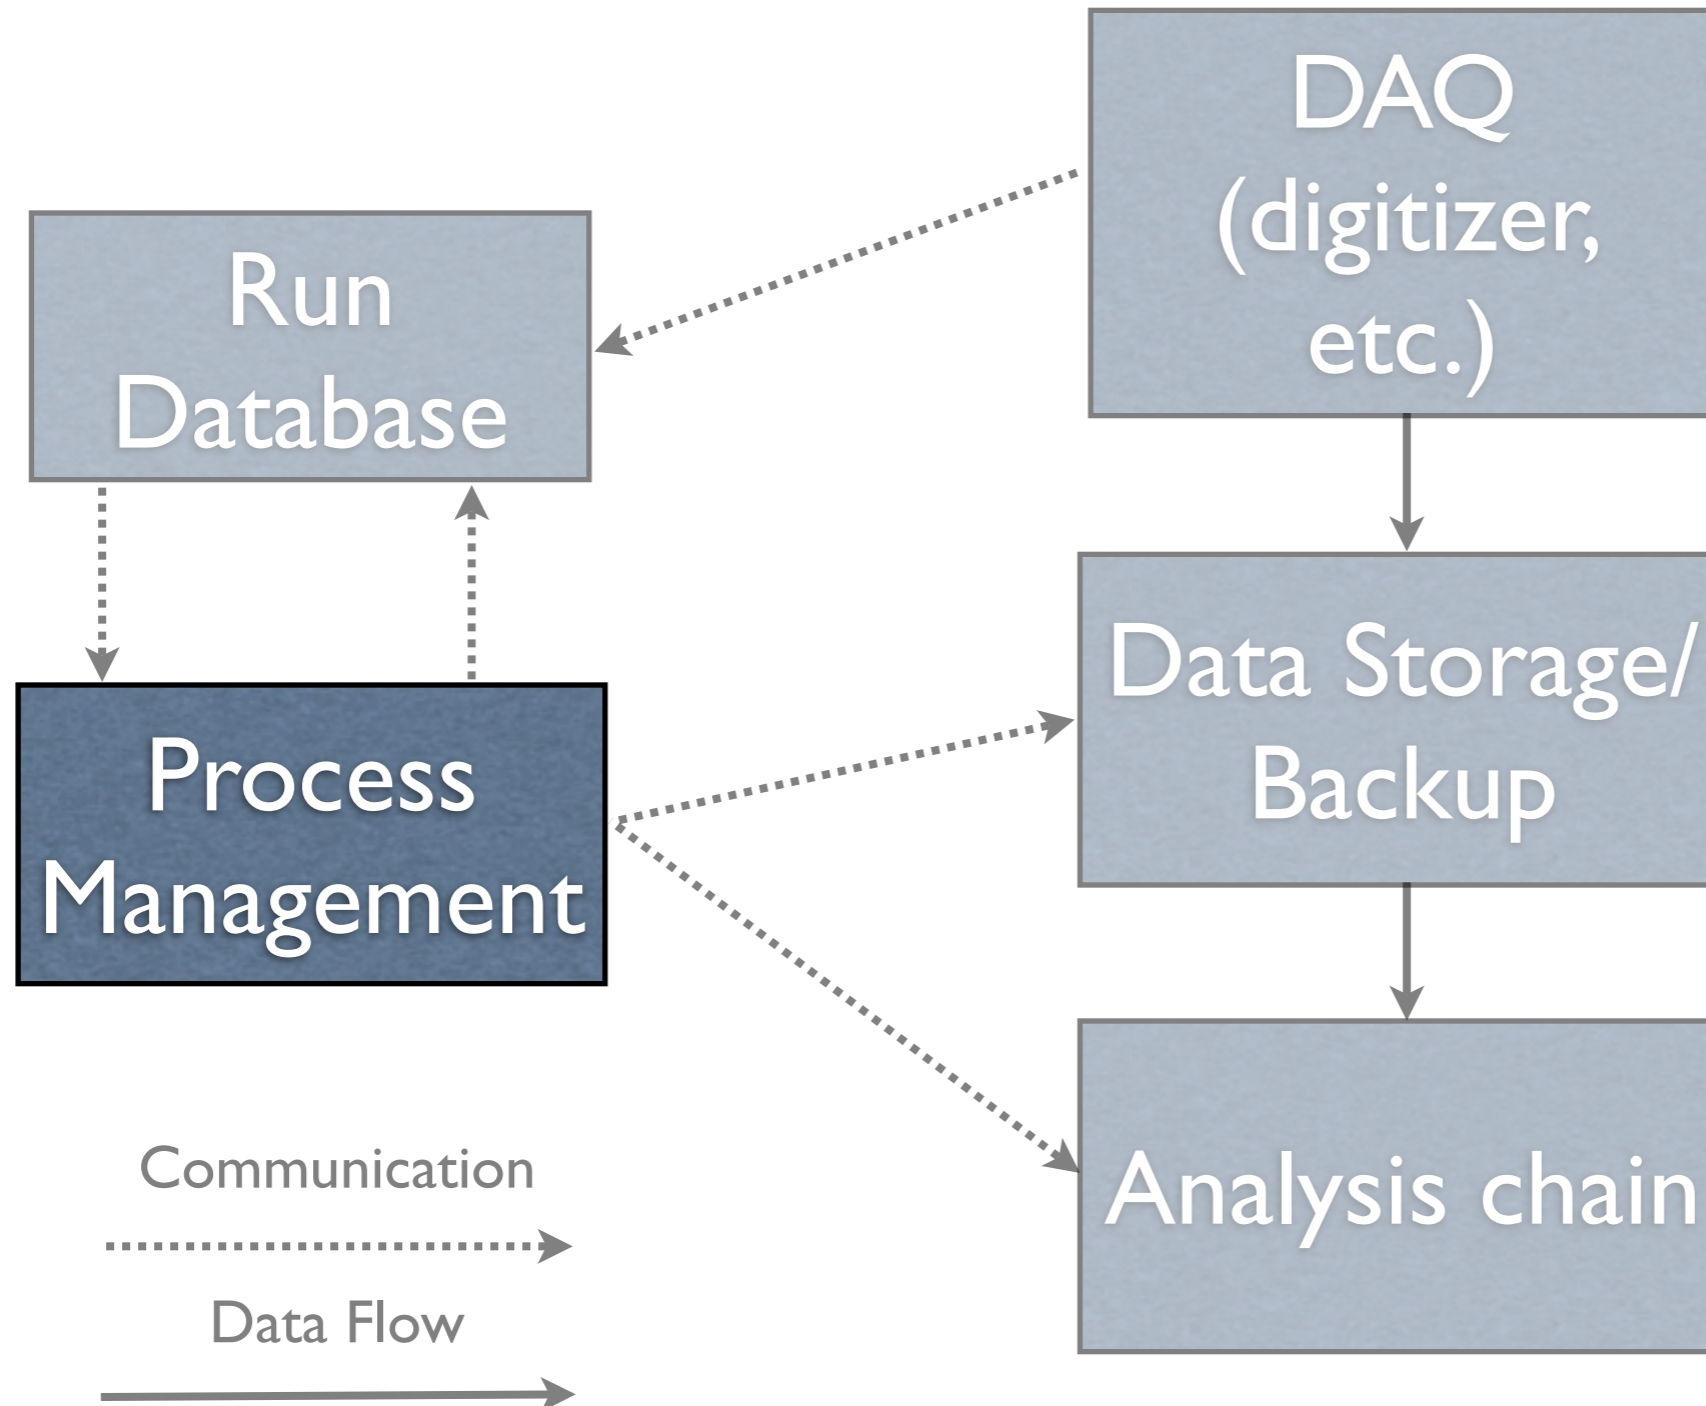 DAQ
(digitizer,
etc.)
Run
Database
Data Storage/
Backup
Process
Management
Analysis chain
Communication
Data Flow